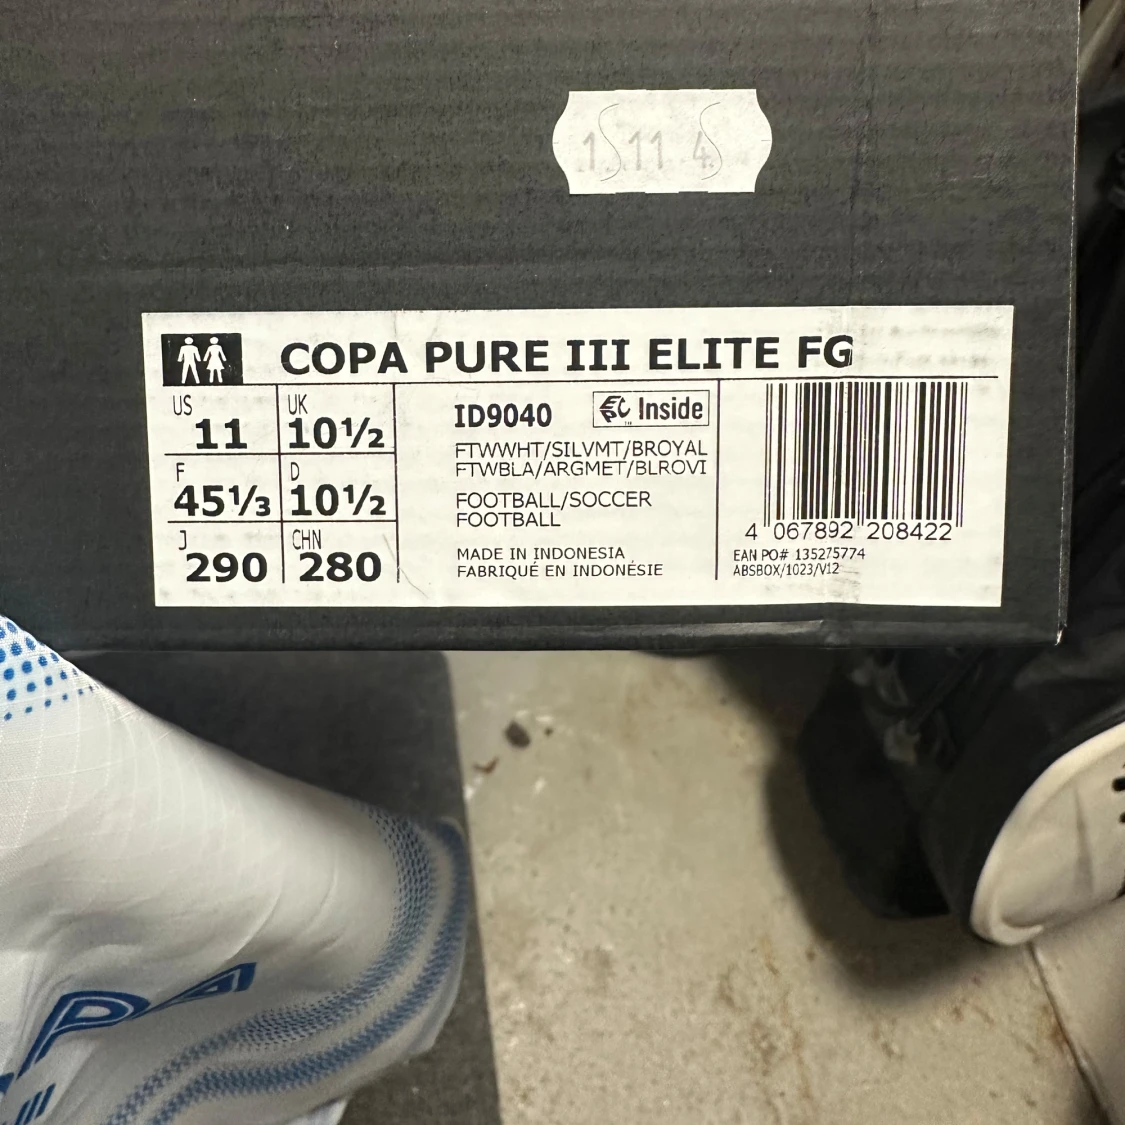 1 11 4
COPA PURE III ELITE FG
US
11
UK
10½
F
45⅓
D
10½
J
290
CHN
280
ID9040
Inside
FTWWHT/SILVMT/BROYAL
FTWBLA/ARGMET/BLROVI
FOOTBALL/SOCCER
FOOTBALL
MADE IN INDONESIA
FABRIQUÉ EN INDONÉSIE
4 067892 208422
EAN PO# 135275774
ABSBOX/1023/V12